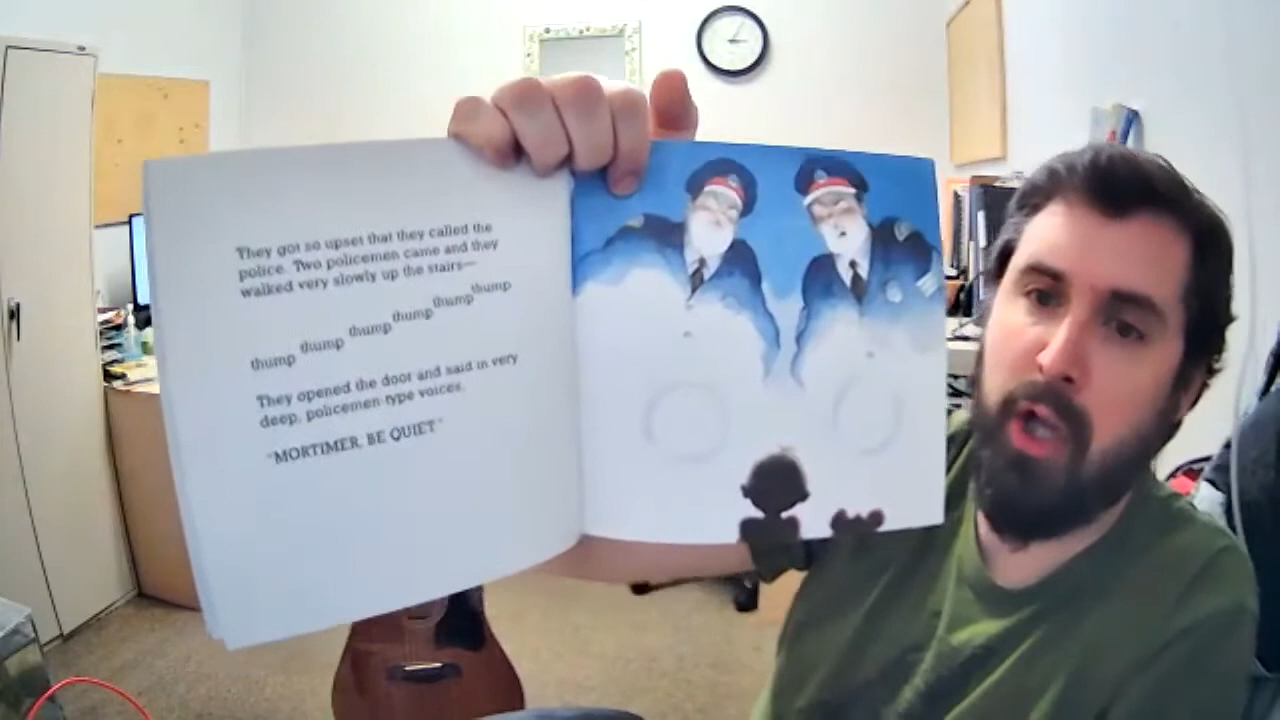 They got so upset that they called the
police. Two policemen came and they
walked very slowly up the stairs—
thump thump thump thump thump thump
They opened the door and said in very
deep, policemen-type voices,
"MORTIMER, BE QUIET."